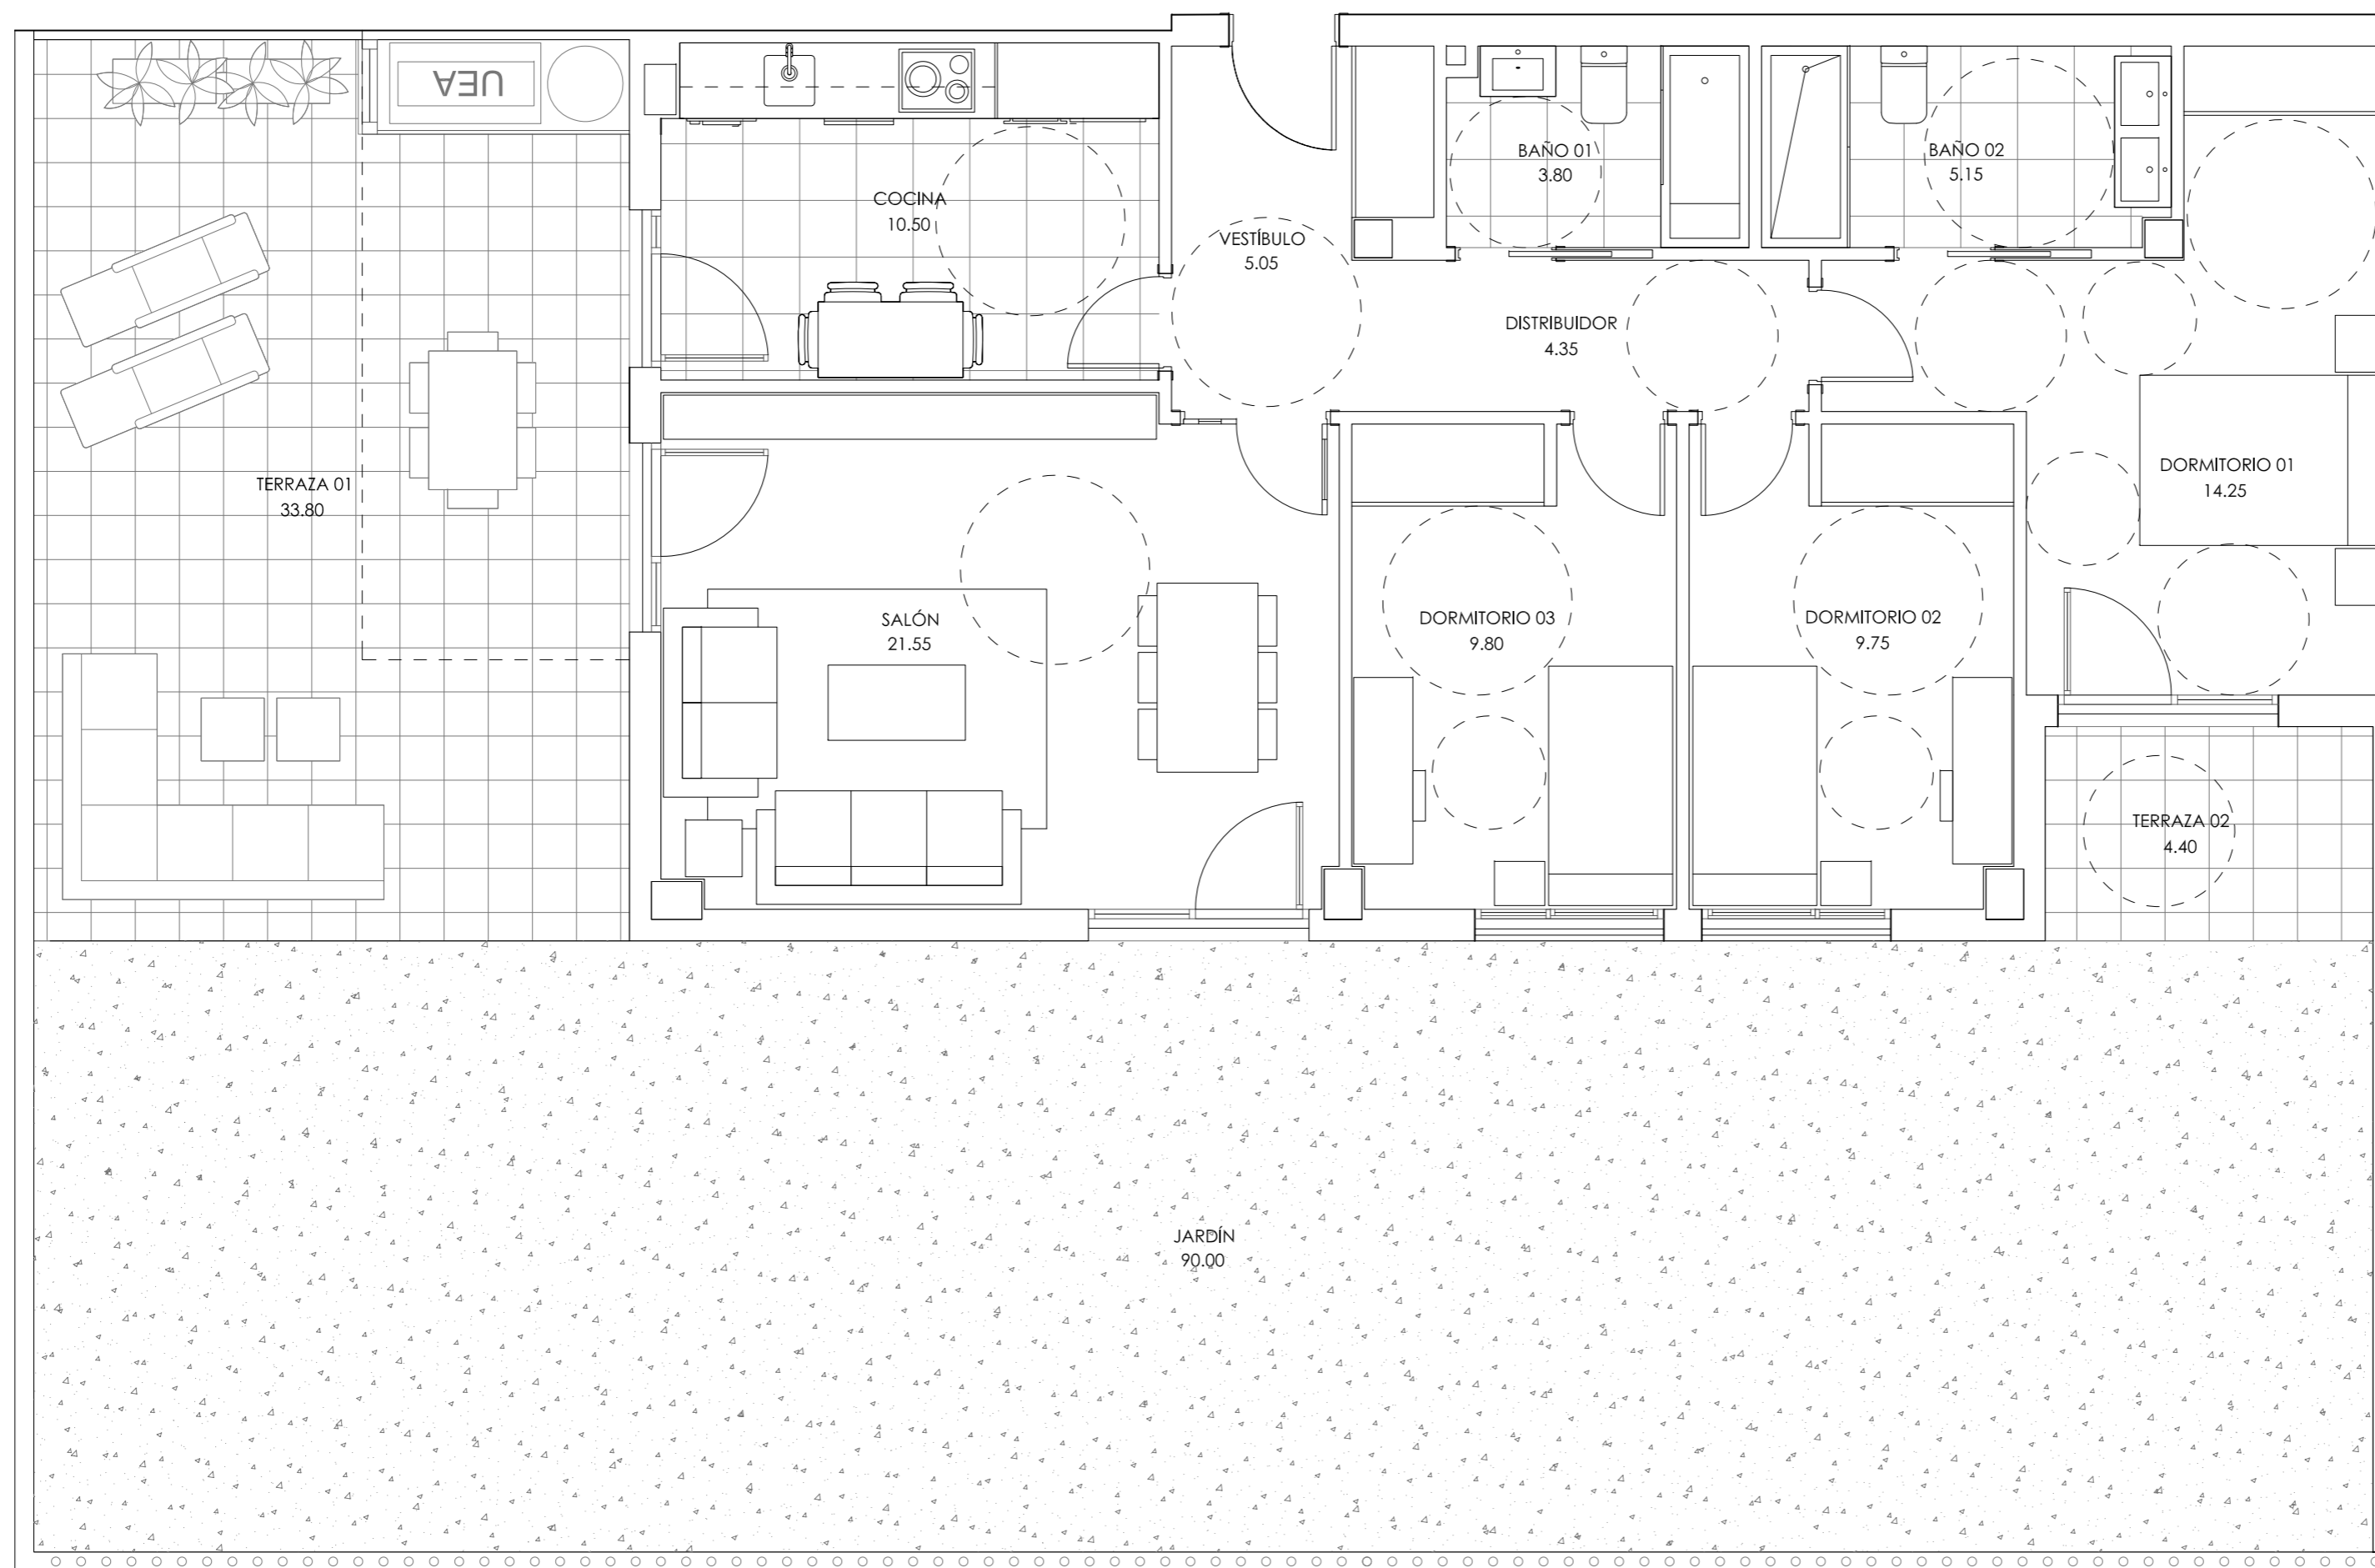 UEA
BAÑO 01
3.80
BAÑO 02
5.15
COCINA
10.50
VESTÍBULO
5.05
DISTRIBUIDOR
4.35
TERRAZA 01
33.80
DORMITORIO 01
14.25
SALÓN
21.55
DORMITORIO 03
9.80
DORMITORIO 02
9.75
TERRAZA 02
4.40
JARDÍN
90.00